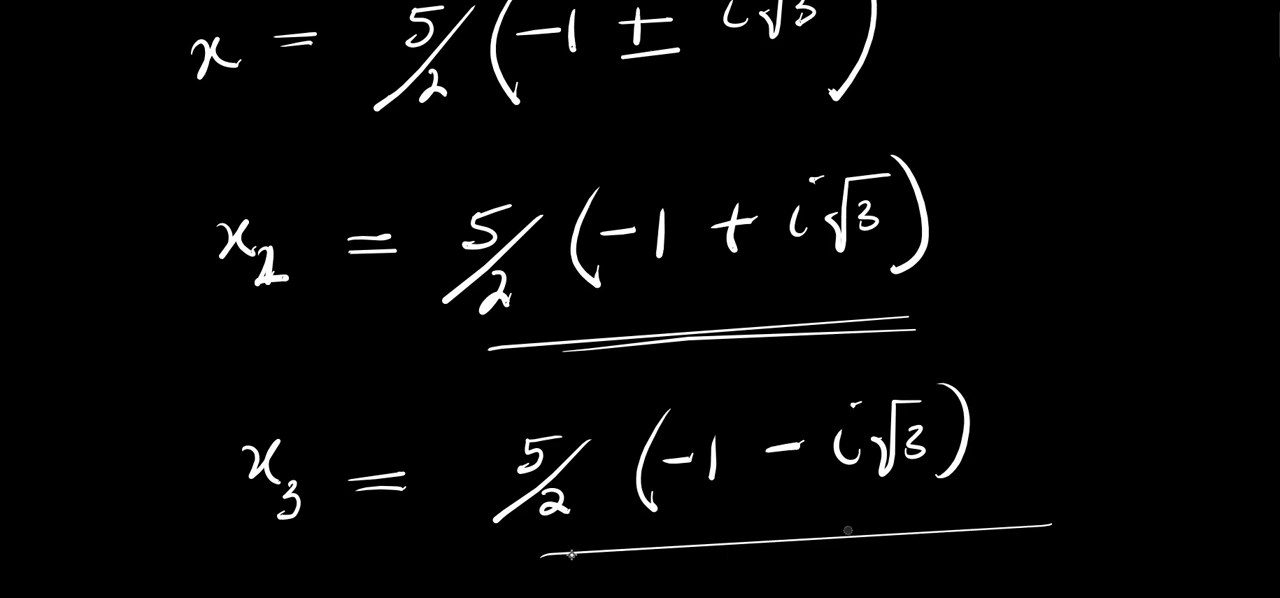 x = 5/2 (-1 ± i√3)
x₂ = 5/2 (-1 + i√3)
x₃ = 5/2 (-1 - i√3)